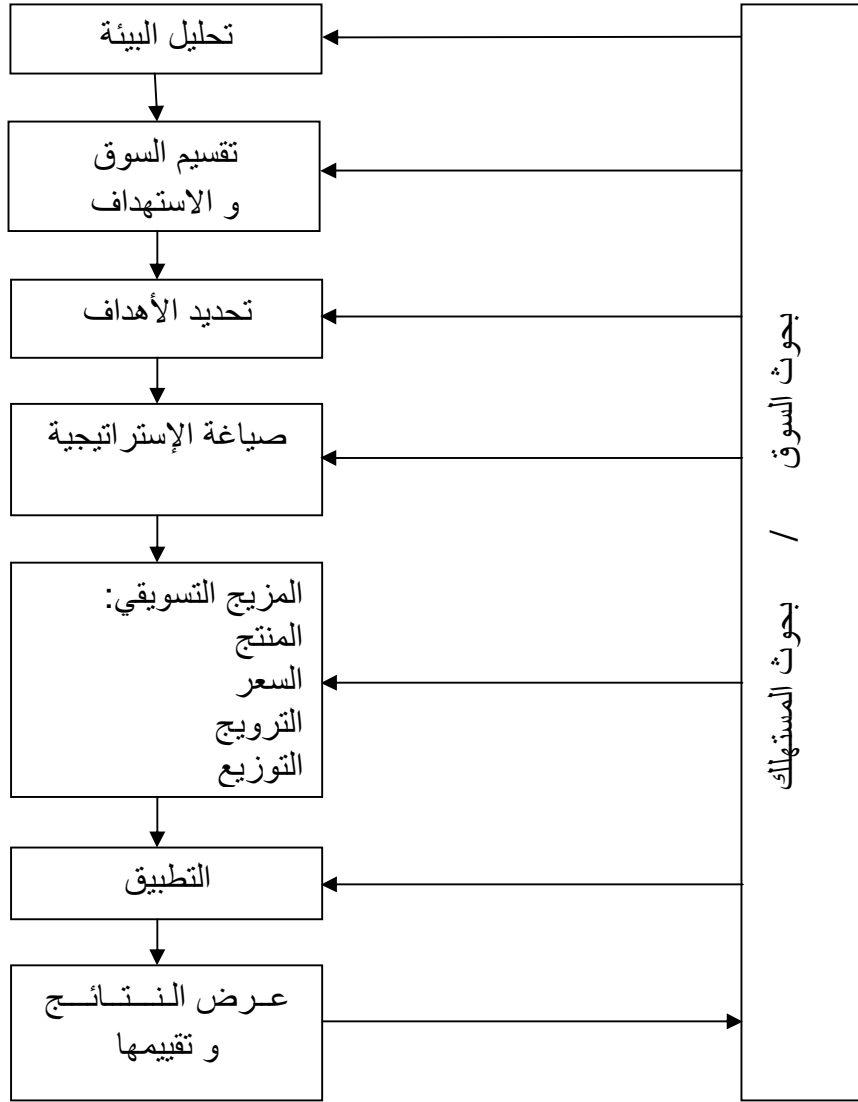 تحليل البيئة
تقسيم السوق
و الاستهداف
تحديد الأهداف
صياغة الإستراتيجية
المزيج التسويقي:
المنتج
السعر
الترويج
التوزيع
التطبيق
عـرض الـنـــتـــائـــج
و تقييمها
بحوث السوق / بحوث المستهلك